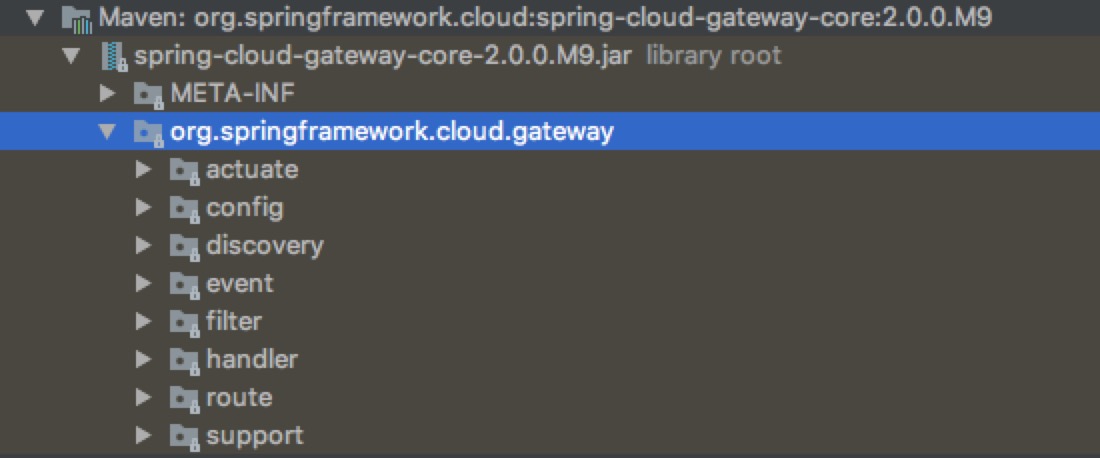 Maven: org.springframework.cloud:spring-cloud-gateway-core:2.0.0.M9
spring-cloud-gateway-core-2.0.0.M9.jar library root
META-INF
org.springframework.cloud.gateway
actuate
config
discovery
event
filter
handler
route
support